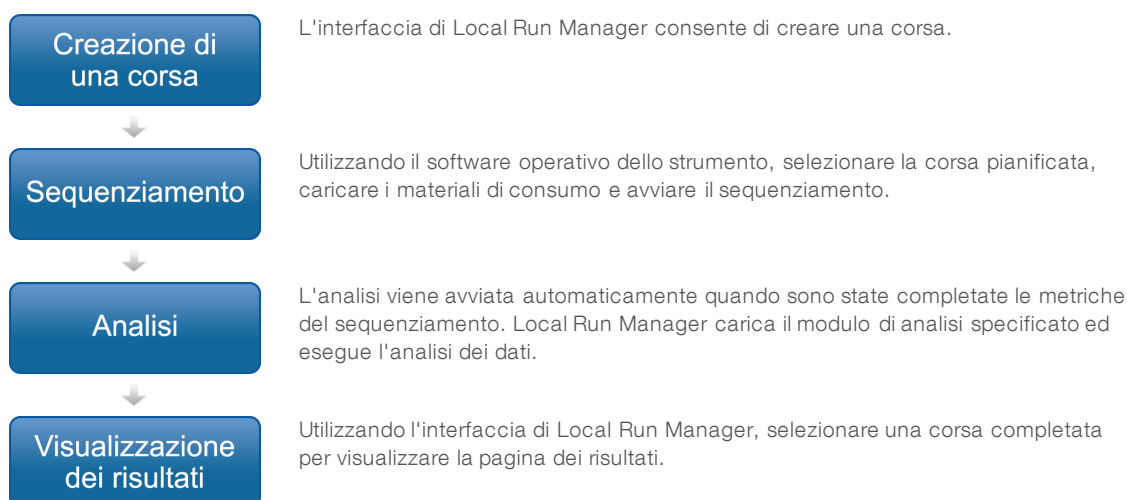 Creazione di
una corsa
L'interfaccia di Local Run Manager consente di creare una corsa.
Sequenziamento
Utilizzando il software operativo dello strumento, selezionare la corsa pianificata,
caricare i materiali di consumo e avviare il sequenziamento.
Analisi
L'analisi viene avviata automaticamente quando sono state completate le metriche
del sequenziamento. Local Run Manager carica il modulo di analisi specificato ed
esegue l'analisi dei dati.
Visualizzazione
dei risultati
Utilizzando l'interfaccia di Local Run Manager, selezionare una corsa completata
per visualizzare la pagina dei risultati.